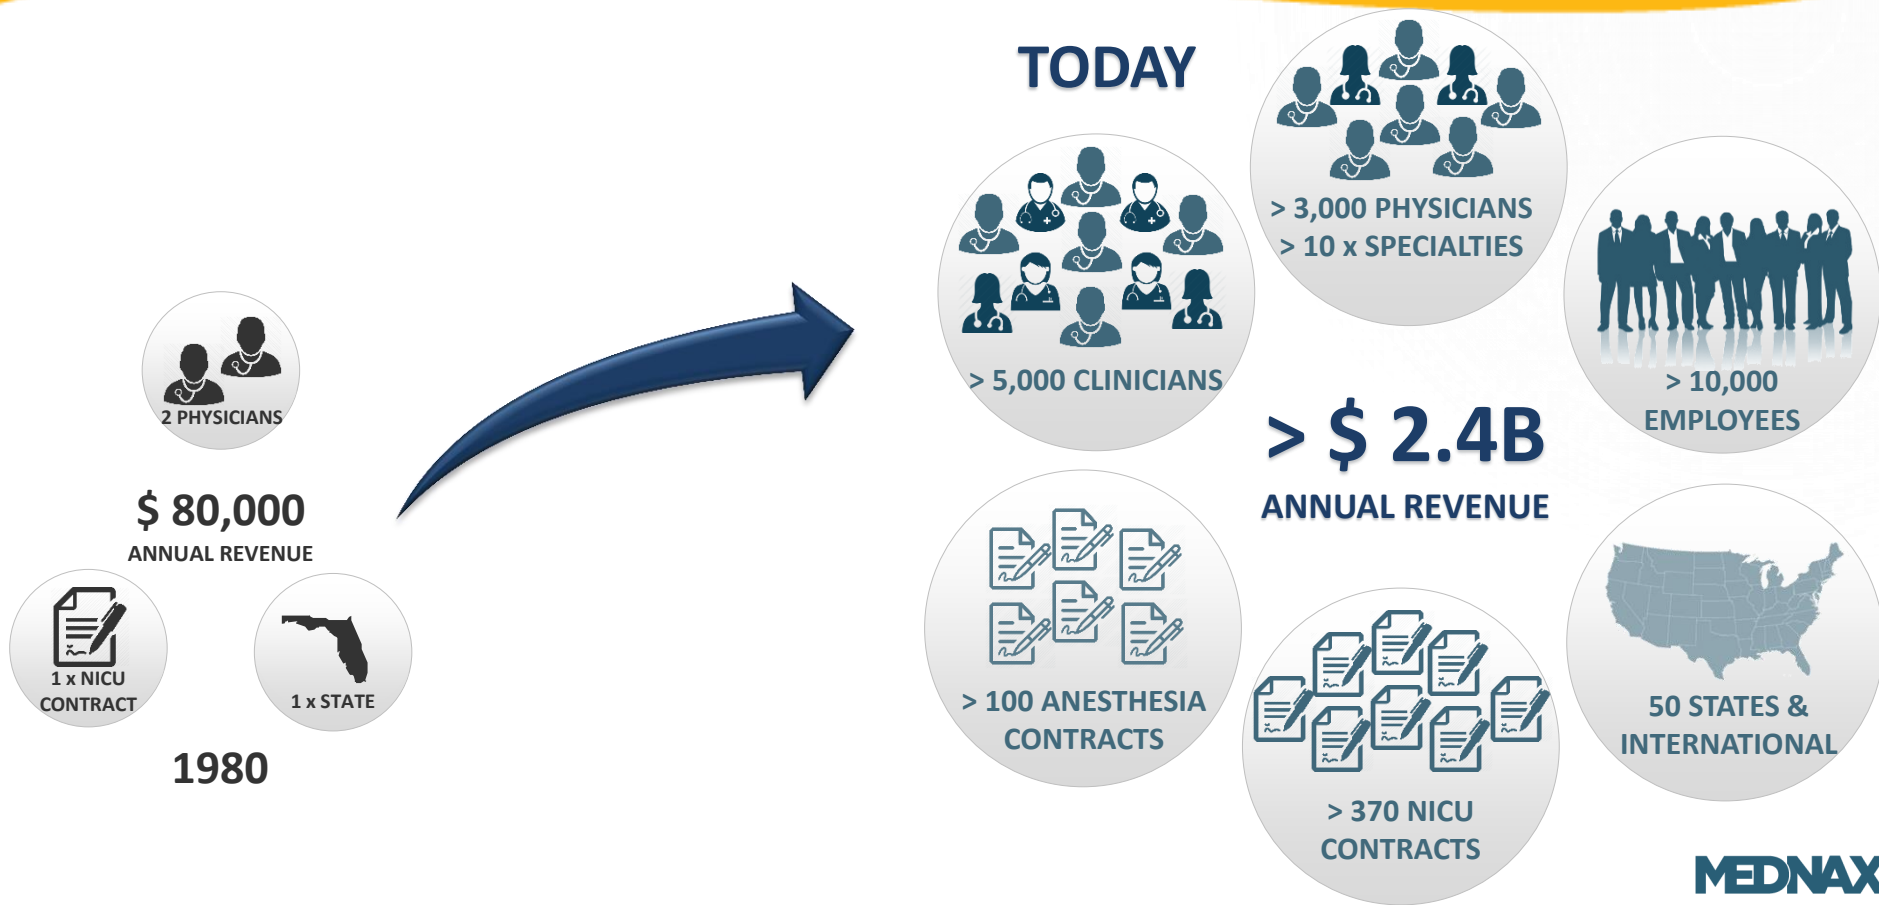 2 PHYSICIANS
$ 80,000
ANNUAL REVENUE
1 x NICU
CONTRACT
1 x STATE
1980
TODAY
> 5,000 CLINICIANS
> 3,000 PHYSICIANS
> 10 x SPECIALTIES
> 10,000
EMPLOYEES
> $ 2.4B
ANNUAL REVENUE
> 100 ANESTHESIA
CONTRACTS
> 370 NICU
CONTRACTS
50 STATES &
INTERNATIONAL
MEDNAX